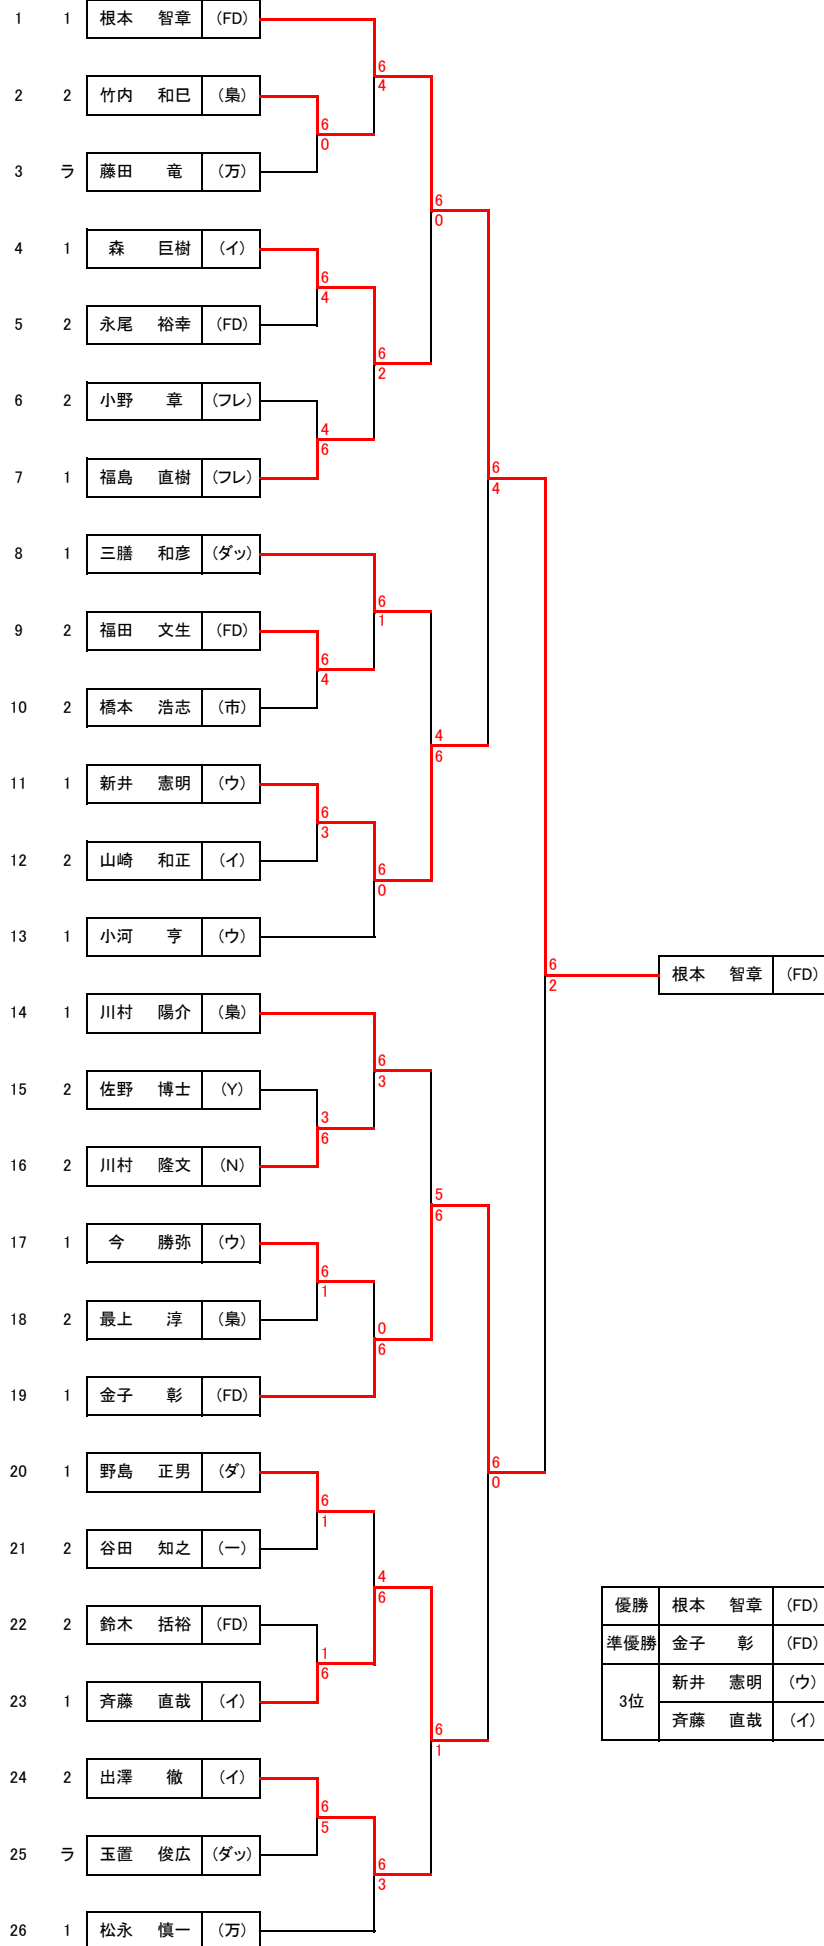 1 1 根本 智章 (FD)
6
4
2 2 竹内 和巳 (梟)
6
0
3 ラ 藤田 竜 (万)
6
0
4 1 森 巨樹 (イ)
6
4
5 2 永尾 裕幸 (FD)
6
2
6 2 小野 章 (フレ)
4
6
7 1 福島 直樹 (フレ)
6
4
8 1 三膳 和彦 (ダッ)
6
1
9 2 福田 文生 (FD)
6
4
10 2 橋本 浩志 (市)
4
6
11 1 新井 憲明 (ウ)
6
3
12 2 山崎 和正 (イ)
6
0
13 1 小河 亨 (ウ)
6
2
根本 智章 (FD)
14 1 川村 陽介 (梟)
6
3
15 2 佐野 博士 (Y)
3
6
16 2 川村 隆文 (N)
5
6
17 1 今 勝弥 (ウ)
6
1
18 2 最上 淳 (梟)
0
6
19 1 金子 彰 (FD)
20 1 野島 正男 (ダ)
6
0
6
1
21 2 谷田 知之 (一)
4
6
22 2 鈴木 括裕 (FD)
1
6
23 1 斉藤 直哉 (イ)
6
1
24 2 出澤 徹 (イ)
6
5
25 ラ 玉置 俊広 (ダッ)
6
3
26 1 松永 慎一 (万)
優勝 根本 智章 (FD)
準優勝 金子 彰 (FD)
3位 新井 憲明 (ウ)
斉藤 直哉 (イ)